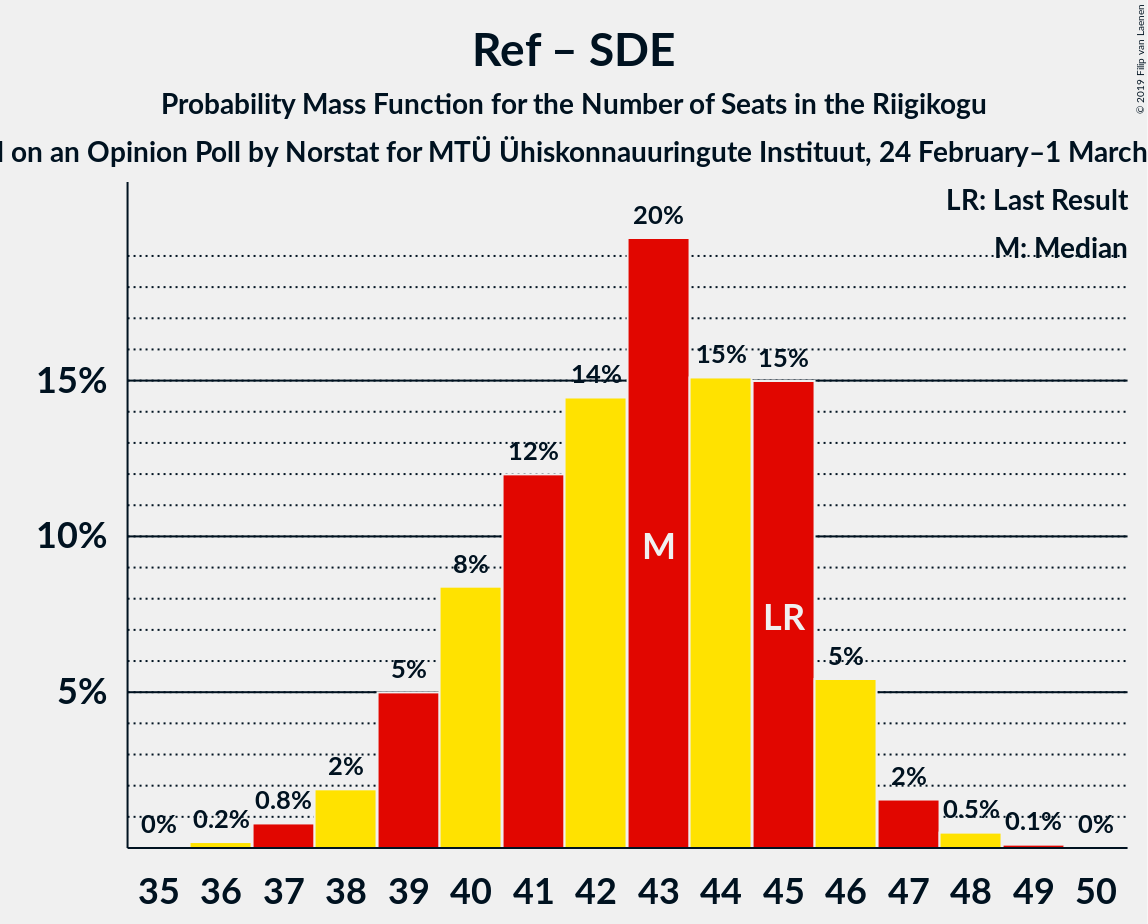 Ref – SDE
Probability Mass Function for the Number of Seats in the Riigikogu
on an Opinion Poll by Norstat for MTÜ Ühiskonnauuringute Instituut, 24 February–1 March
© 2019 Filip van Laenen
LR: Last Result
M: Median
20%
15% 15%
14%
15%
12%
10%
M
8%
LR
5%
5%
5%
2%
2%
0.8%
0.5%
0% 0.2% 0.1% 0%
35 36 37 38 39 40 41 42 43 44 45 46 47 48 49 50